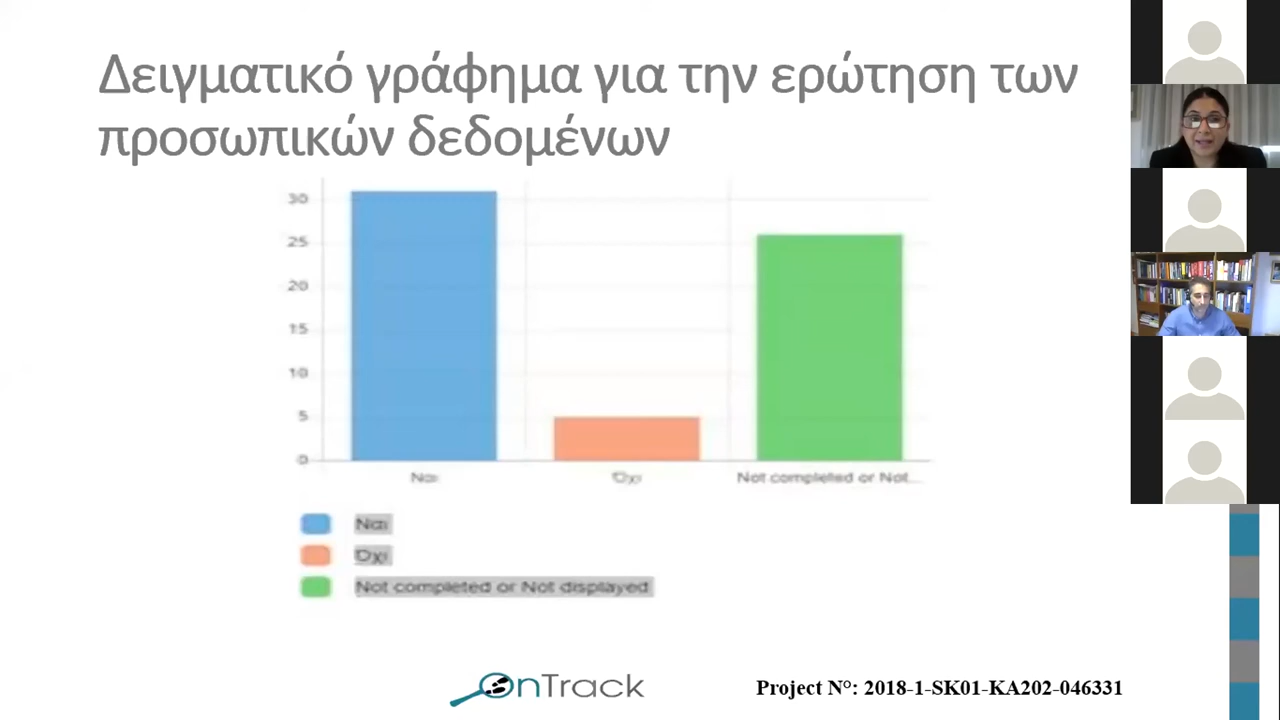 Δειγματικό γράφημα για την ερώτηση των
προσωπικών δεδομένων
30
25
20
15
10
5
0
Ναι
Όχι
Not completed or Not...
Ναι
Όχι
Not completed or Not displayed
OnTrack
Project N°: 2018-1-SK01-KA202-046331